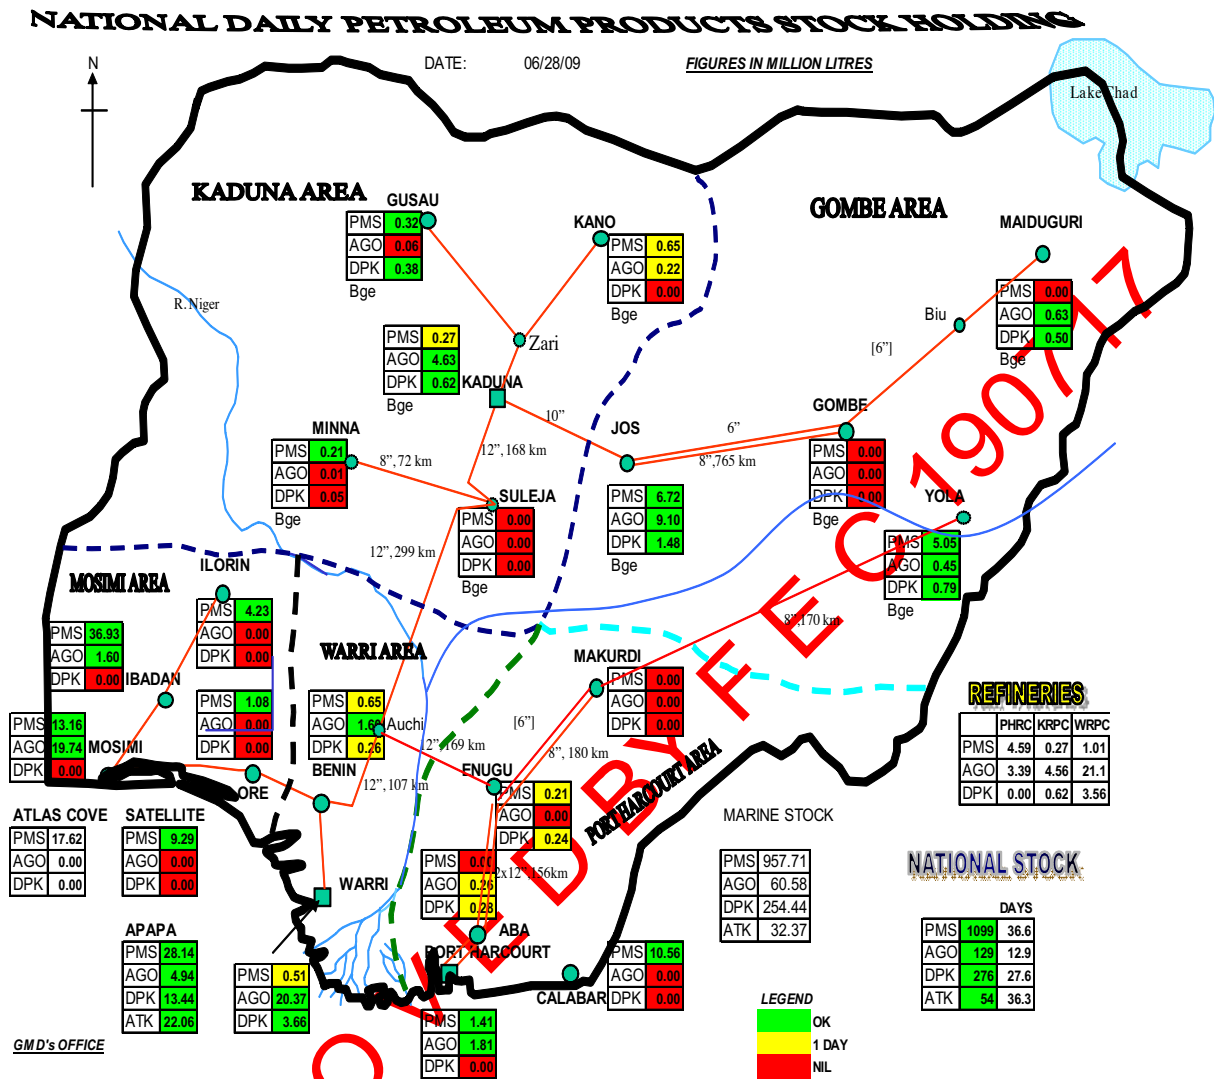 NATIONAL DAILY PETROLEUM PRODUCTS STOCK HOLDING
N
DATE: 06/28/09 FIGURES IN MILLION LITRES
Lake Chad
KADUNA AREA
GOMBE AREA
GUSAU
PMS 0.32
AGO 0.06
DPK 0.38
Bge
KANO
PMS 0.65
AGO 0.22
DPK 0.00
Bge
MAIDUGURI
PMS 0.00
AGO 0.63
DPK 0.50
Bge
R. Niger
Biu
[6"]
Zari
PMS 0.27
AGO 4.63
DPK 0.62
Bge
KADUNA
10"
12", 168 km
JOS
6"
8",765 km
PMS 6.72
AGO 9.10
DPK 1.48
Bge
GOMBE
PMS 0.00
AGO 0.00
DPK 0.00
Bge
MINNA
PMS 0.21
AGO 0.01
DPK 0.05
Bge
8", 72 km
SULEJA
PMS 0.00
AGO 0.00
DPK 0.00
Bge
12", 299 km
YOLA
PMS 5.05
AGO 0.45
DPK 0.79
Bge
8",170 km
MOSIMI AREA
ILORIN
PMS 4.23
AGO 0.00
DPK 0.00
PMS 36.93
AGO 1.60
DPK 0.00
IBADAN
PMS 1.08
AGO 0.00
DPK 0.00
PMS 13.16
AGO 19.74
DPK 0.00
MOSIMI
ORE
WARRI AREA
PMS 0.65
AGO
DPK 0.26
BENIN
Auchi
12", 169 km
12", 107 km
MAKURDI
PMS 0.00
AGO 0.00
DPK 0.00
[6"]
8", 180 km
ENUGU
PMS 0.21
AGO 0.00
DPK 0.24
PORT HARCOURT AREA
PMS 0.00
AGO 0.26
DPK 0.28
2x12",156km
ABA
PORT HARCOURT
PMS 1.41
AGO 1.81
DPK 0.00
CALABAR
PMS 10.56
AGO 0.00
DPK 0.00
WARRI
PMS 0.51
AGO 20.37
DPK 3.66
ATLAS COVE
PMS 17.62
AGO 0.00
DPK 0.00
SATELLITE
PMS 9.29
AGO 0.00
DPK 0.00
APAPA
PMS 28.14
AGO 4.94
DPK 13.44
ATK 22.06
GMD's OFFICE
REFINERIES
PHRC KRPC WRPC
PMS 4.59 0.27 1.01
AGO 3.39 4.56 21.1
DPK 0.00 0.62 3.56
MARINE STOCK
PMS 957.71
AGO 60.58
DPK 254.44
ATK 32.37
NATIONAL STOCK
DAYS
PMS 1099 36.6
AGO 129 12.9
DPK 276 27.6
ATK 54 36.3
LEGEND
OK
1 DAY
NIL
BY F E C 190717